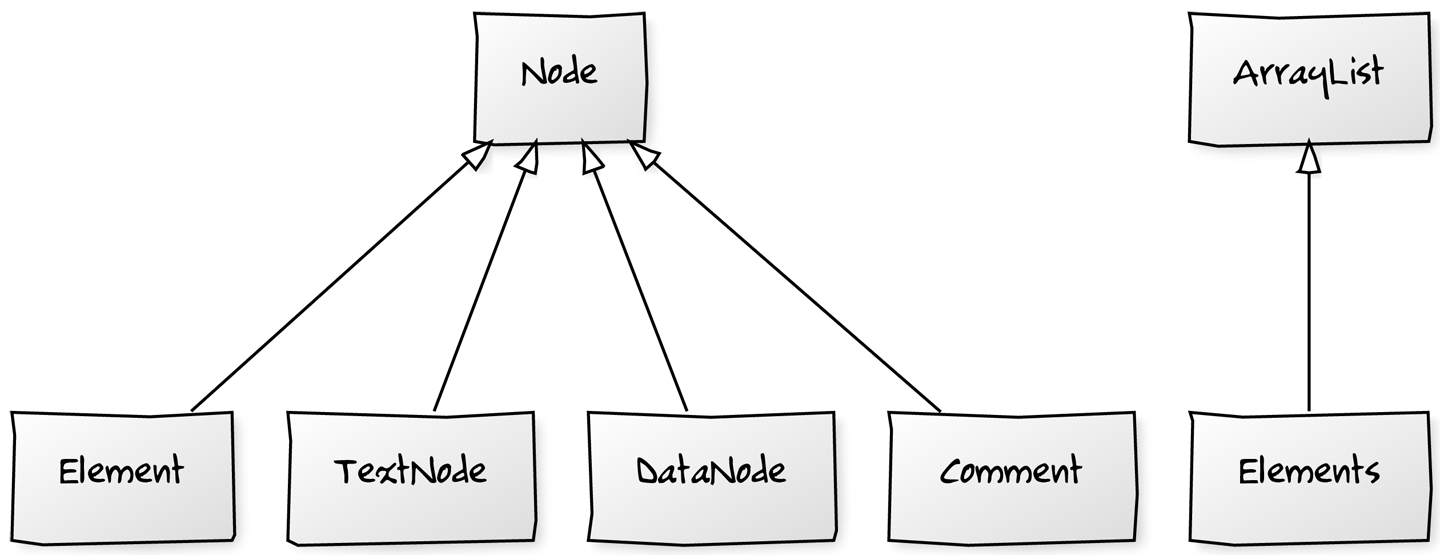 Node
ArrayList
Element
TextNode
DataNode
Comment
Elements